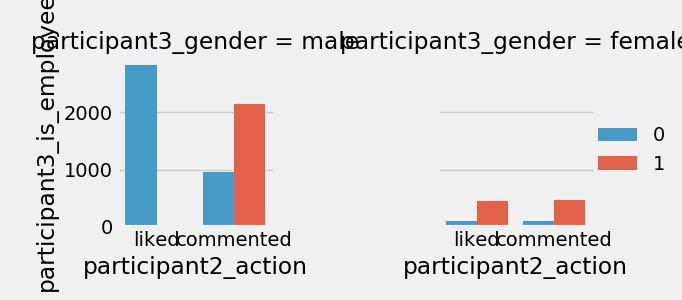 participant3_gender = male
participant3_gender = female
participant3_is_employee
2000
1000
0
liked
commented
participant2_action
liked
commented
participant2_action
0
1